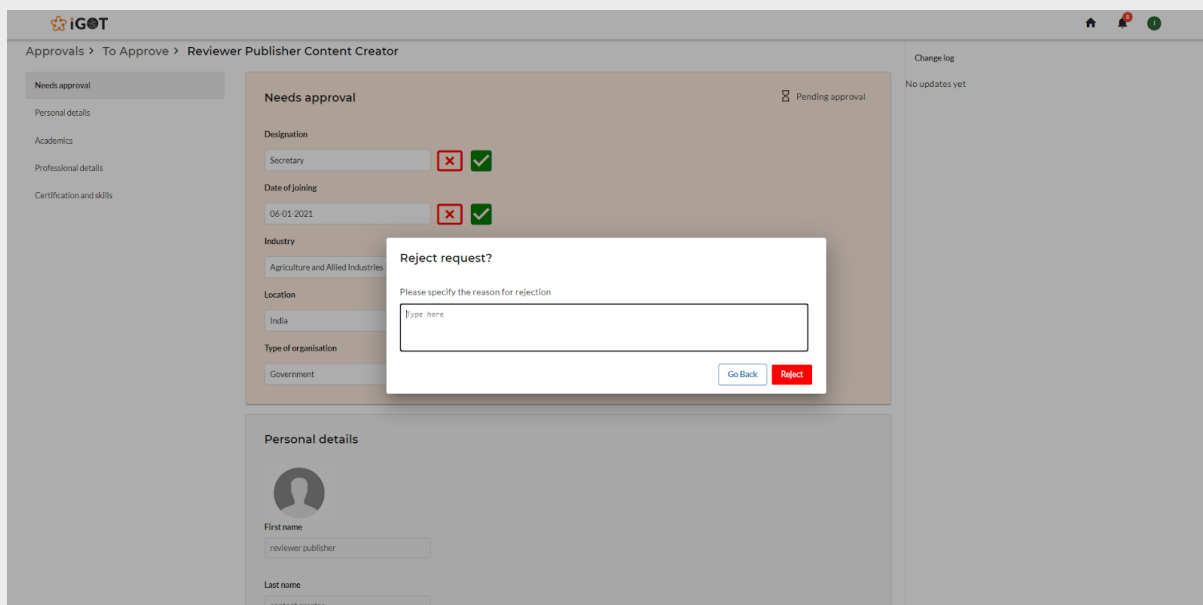 iGOT
Approvals > To Approve > Reviewer Publisher Content Creator
Change log
No updates yet
Needs approval
Personal details
Academics
Professional details
Certification and skills
Needs approval
Pending approval
Designation
Secretary
Date of joining
06-01-2021
Industry
Agriculture and Allied Industries
Location
India
Type of organisation
Government
Reject request?
Please specify the reason for rejection
Type here
Go Back
Reject
Personal details
First name
reviewer publisher
Last name